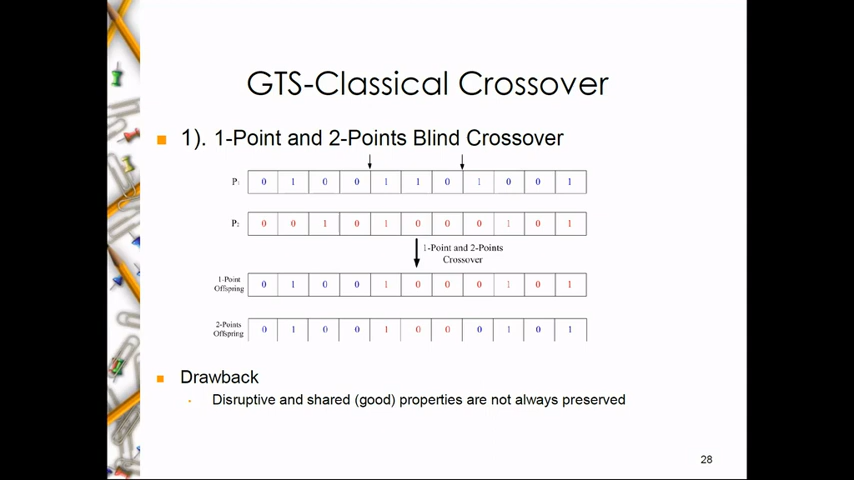 GTS-Classical Crossover
1). 1-Point and 2-Points Blind Crossover
P1 0 1 0 0 1 1 0 1 0 0 1
P2 0 0 1 0 1 0 0 0 1 0 1
1-Point and 2-Points
Crossover
1-Point
Offspring 0 1 0 0 1 0 0 0 1 0 1
2-Points
Offspring 0 1 0 0 1 0 0 0 1 0 1
Drawback
Disruptive and shared (good) properties are not always preserved
28